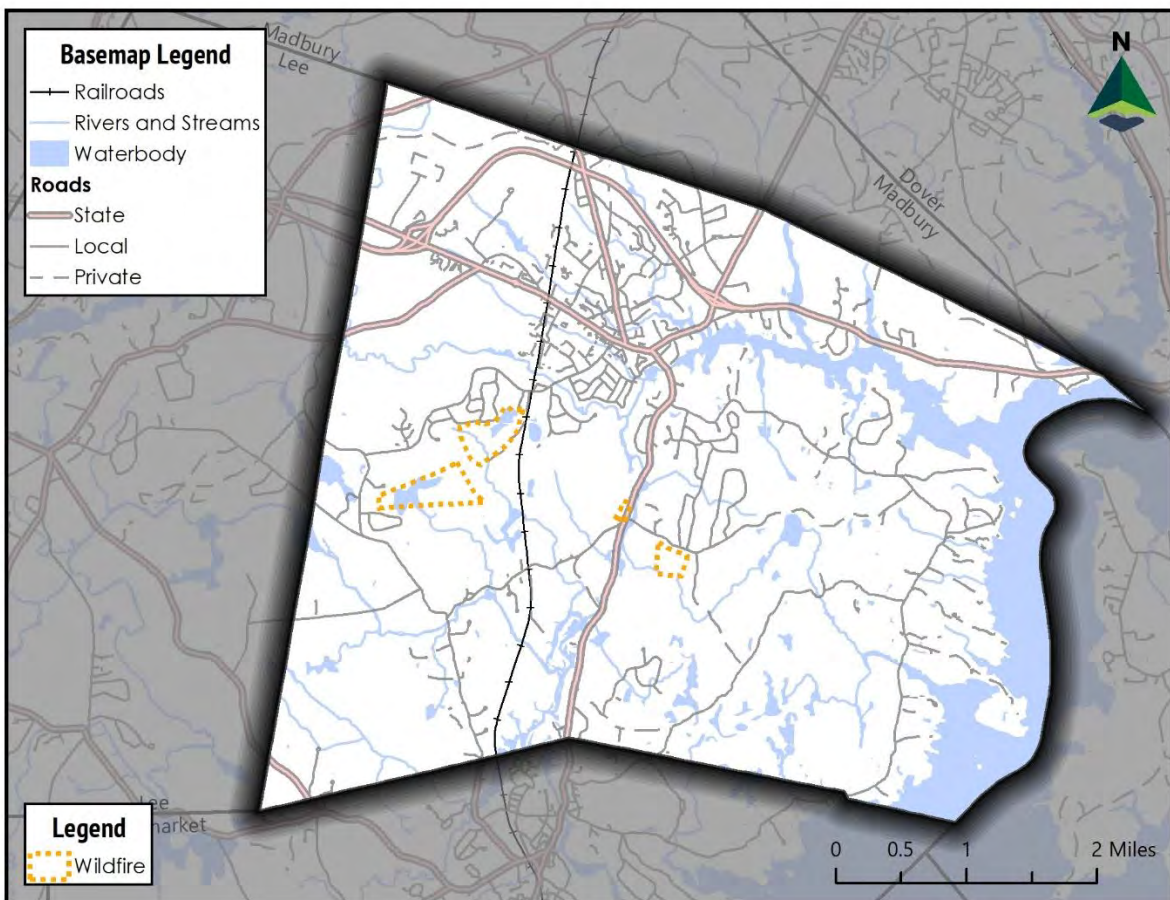 Basemap Legend
Railroads
Rivers and Streams
Waterbody
Roads
State
Local
Private
Madbury
Lee
N
Dover
Madbury
Lee
market
Legend
Wildfire
0 0.5 1 2 Miles